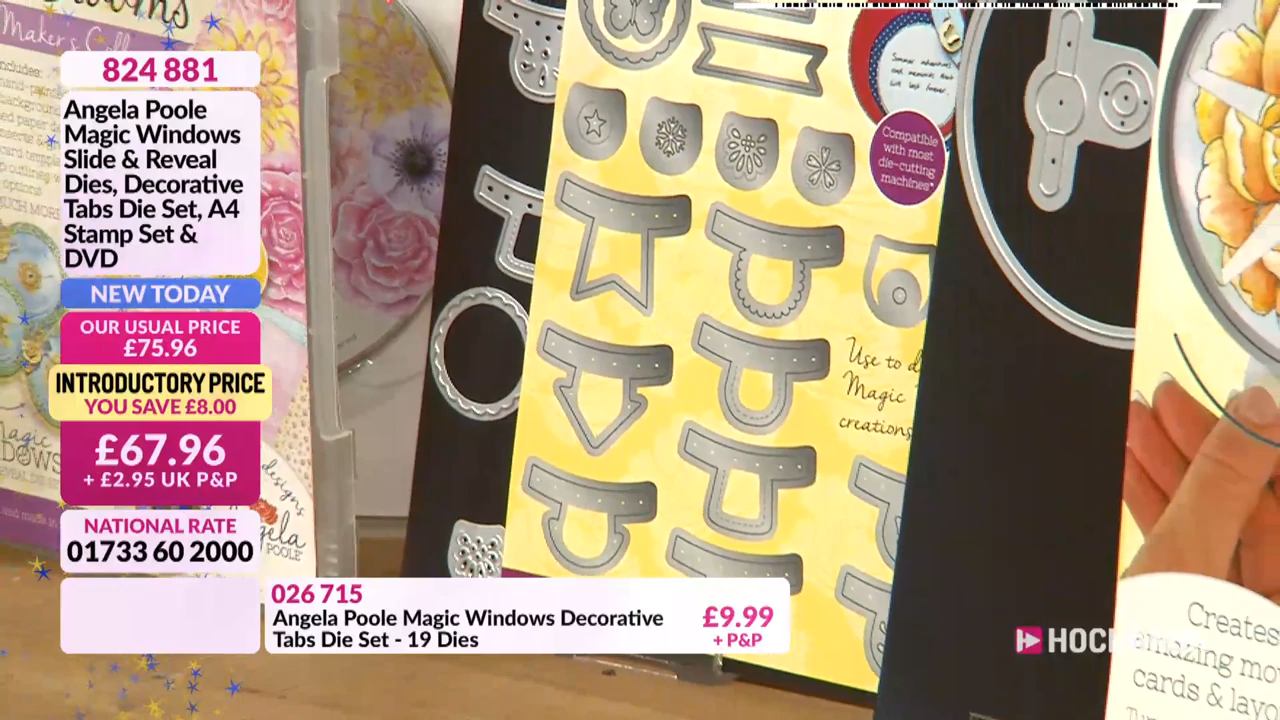 Maker's
824 881
Angela Poole
Magic Windows
Slide & Reveal
Dies, Decorative
Tabs Die Set, A4
Stamp Set &
DVD
NEW TODAY
OUR USUAL PRICE
£75.96
INTRODUCTORY PRICE
YOU SAVE £8.00
£67.96
+ £2.95 UK P&P
NATIONAL RATE
01733 60 2000
designs
POOLE
Compatible
with most
die-cutting
machines*
Use to
Magic
creations
026 715
Angela Poole Magic Windows Decorative
Tabs Die Set - 19 Dies
£9.99
+ P&P
HOCH
Creates
amazing
cards &